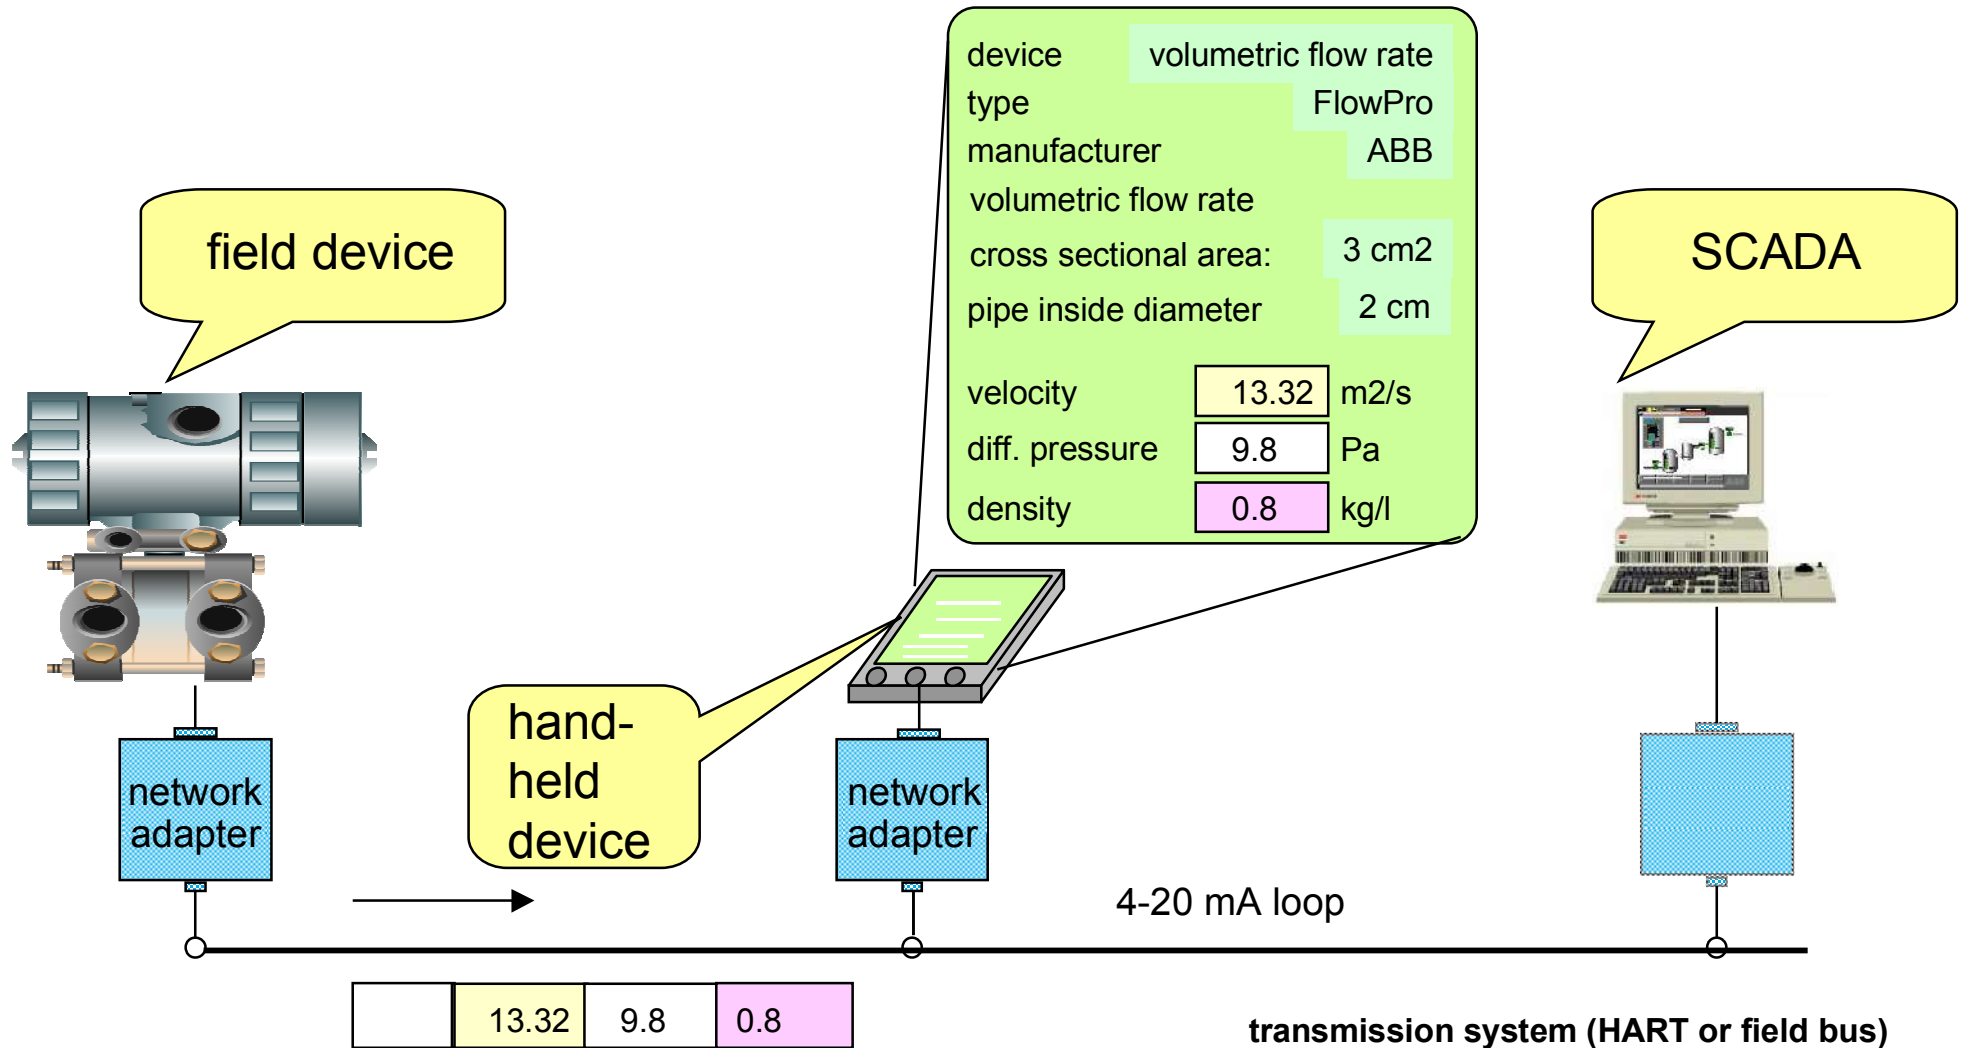 device volumetric flow rate
type FlowPro
manufacturer ABB
volumetric flow rate
cross sectional area: 3 cm2
pipe inside diameter 2 cm
velocity 13.32 m2/s
diff. pressure 9.8 Pa
density 0.8 kg/l
field device
SCADA
hand-
held
device
network
adapter
network
adapter
4-20 mA loop
13.32 9.8 0.8
transmission system (HART or field bus)